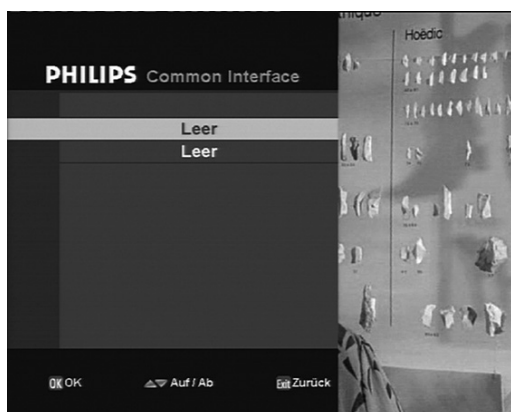 Hoëdic
PHILIPS Common Interface
Leer
Leer
OK OK
Auf / Ab
Exit Zurück